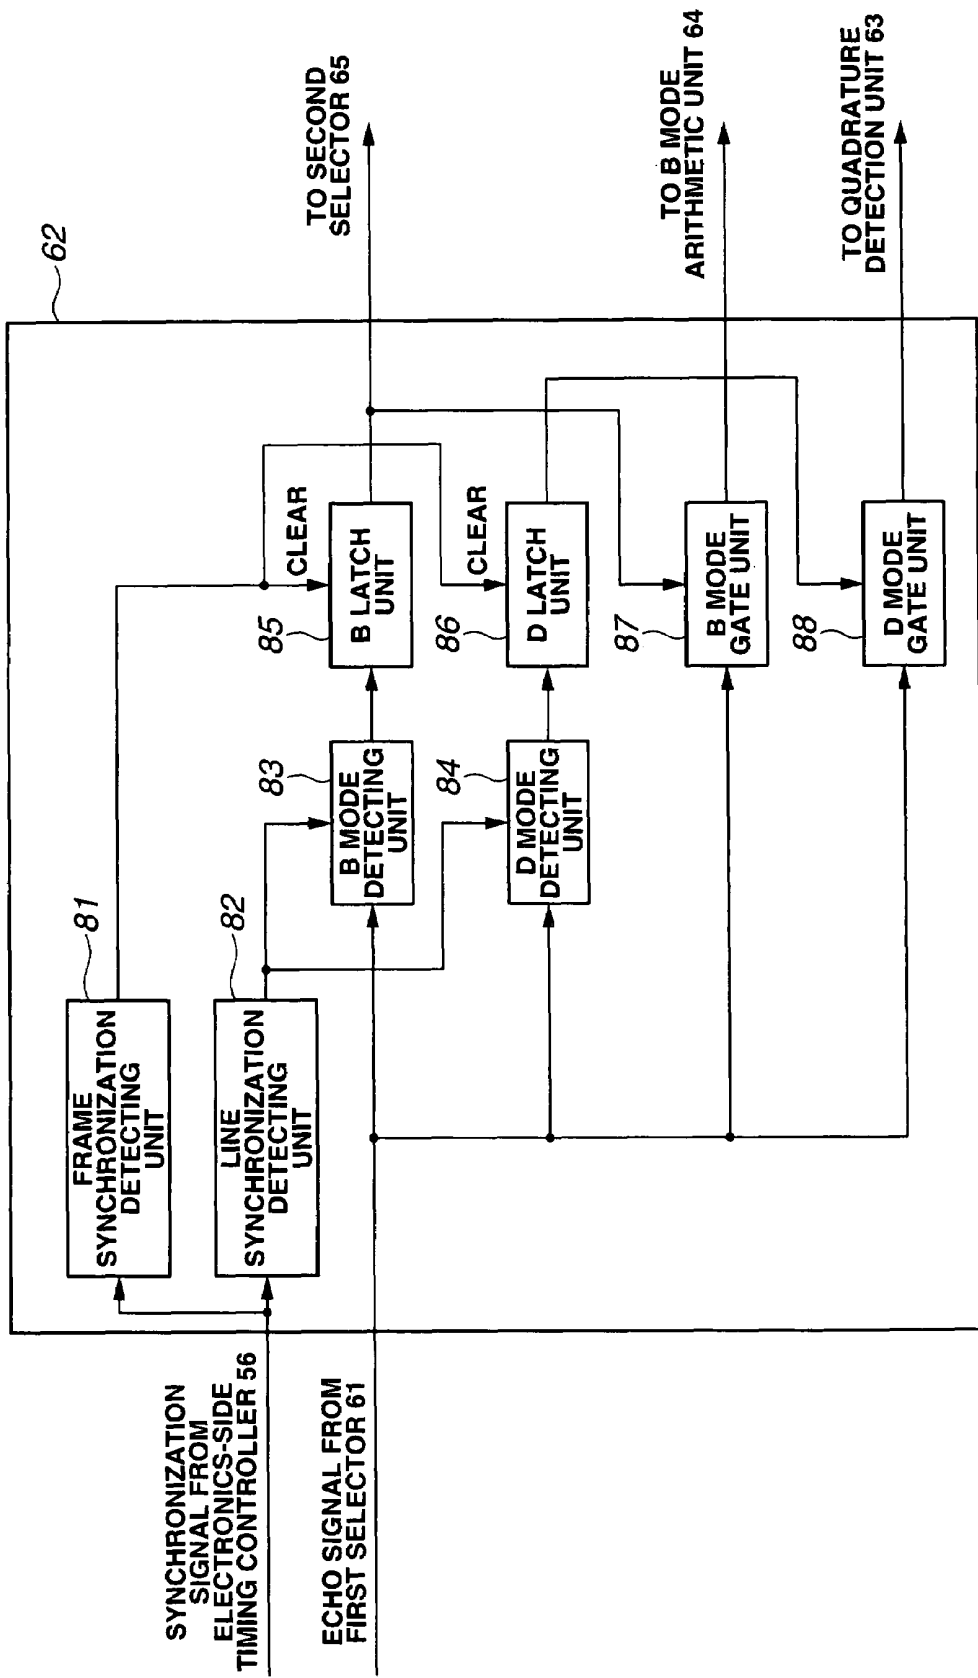 62
FRAME
SYNCHRONIZATION
DETECTING
UNIT
81
LINE
SYNCHRONIZATION
DETECTING
UNIT
82
SYNCHRONIZATION
SIGNAL FROM
ELECTRONICS-SIDE
TIMING CONTROLLER 56
ECHO SIGNAL FROM
FIRST SELECTOR 61
B MODE
DETECTING
UNIT
83
D MODE
DETECTING
UNIT
84
CLEAR
B LATCH
UNIT
85
CLEAR
D LATCH
UNIT
86
B MODE
GATE UNIT
87
D MODE
GATE UNIT
88
TO SECOND
SELECTOR 65
TO B MODE
ARITHMETIC UNIT 64
TO QUADRATURE
DETECTION UNIT 63